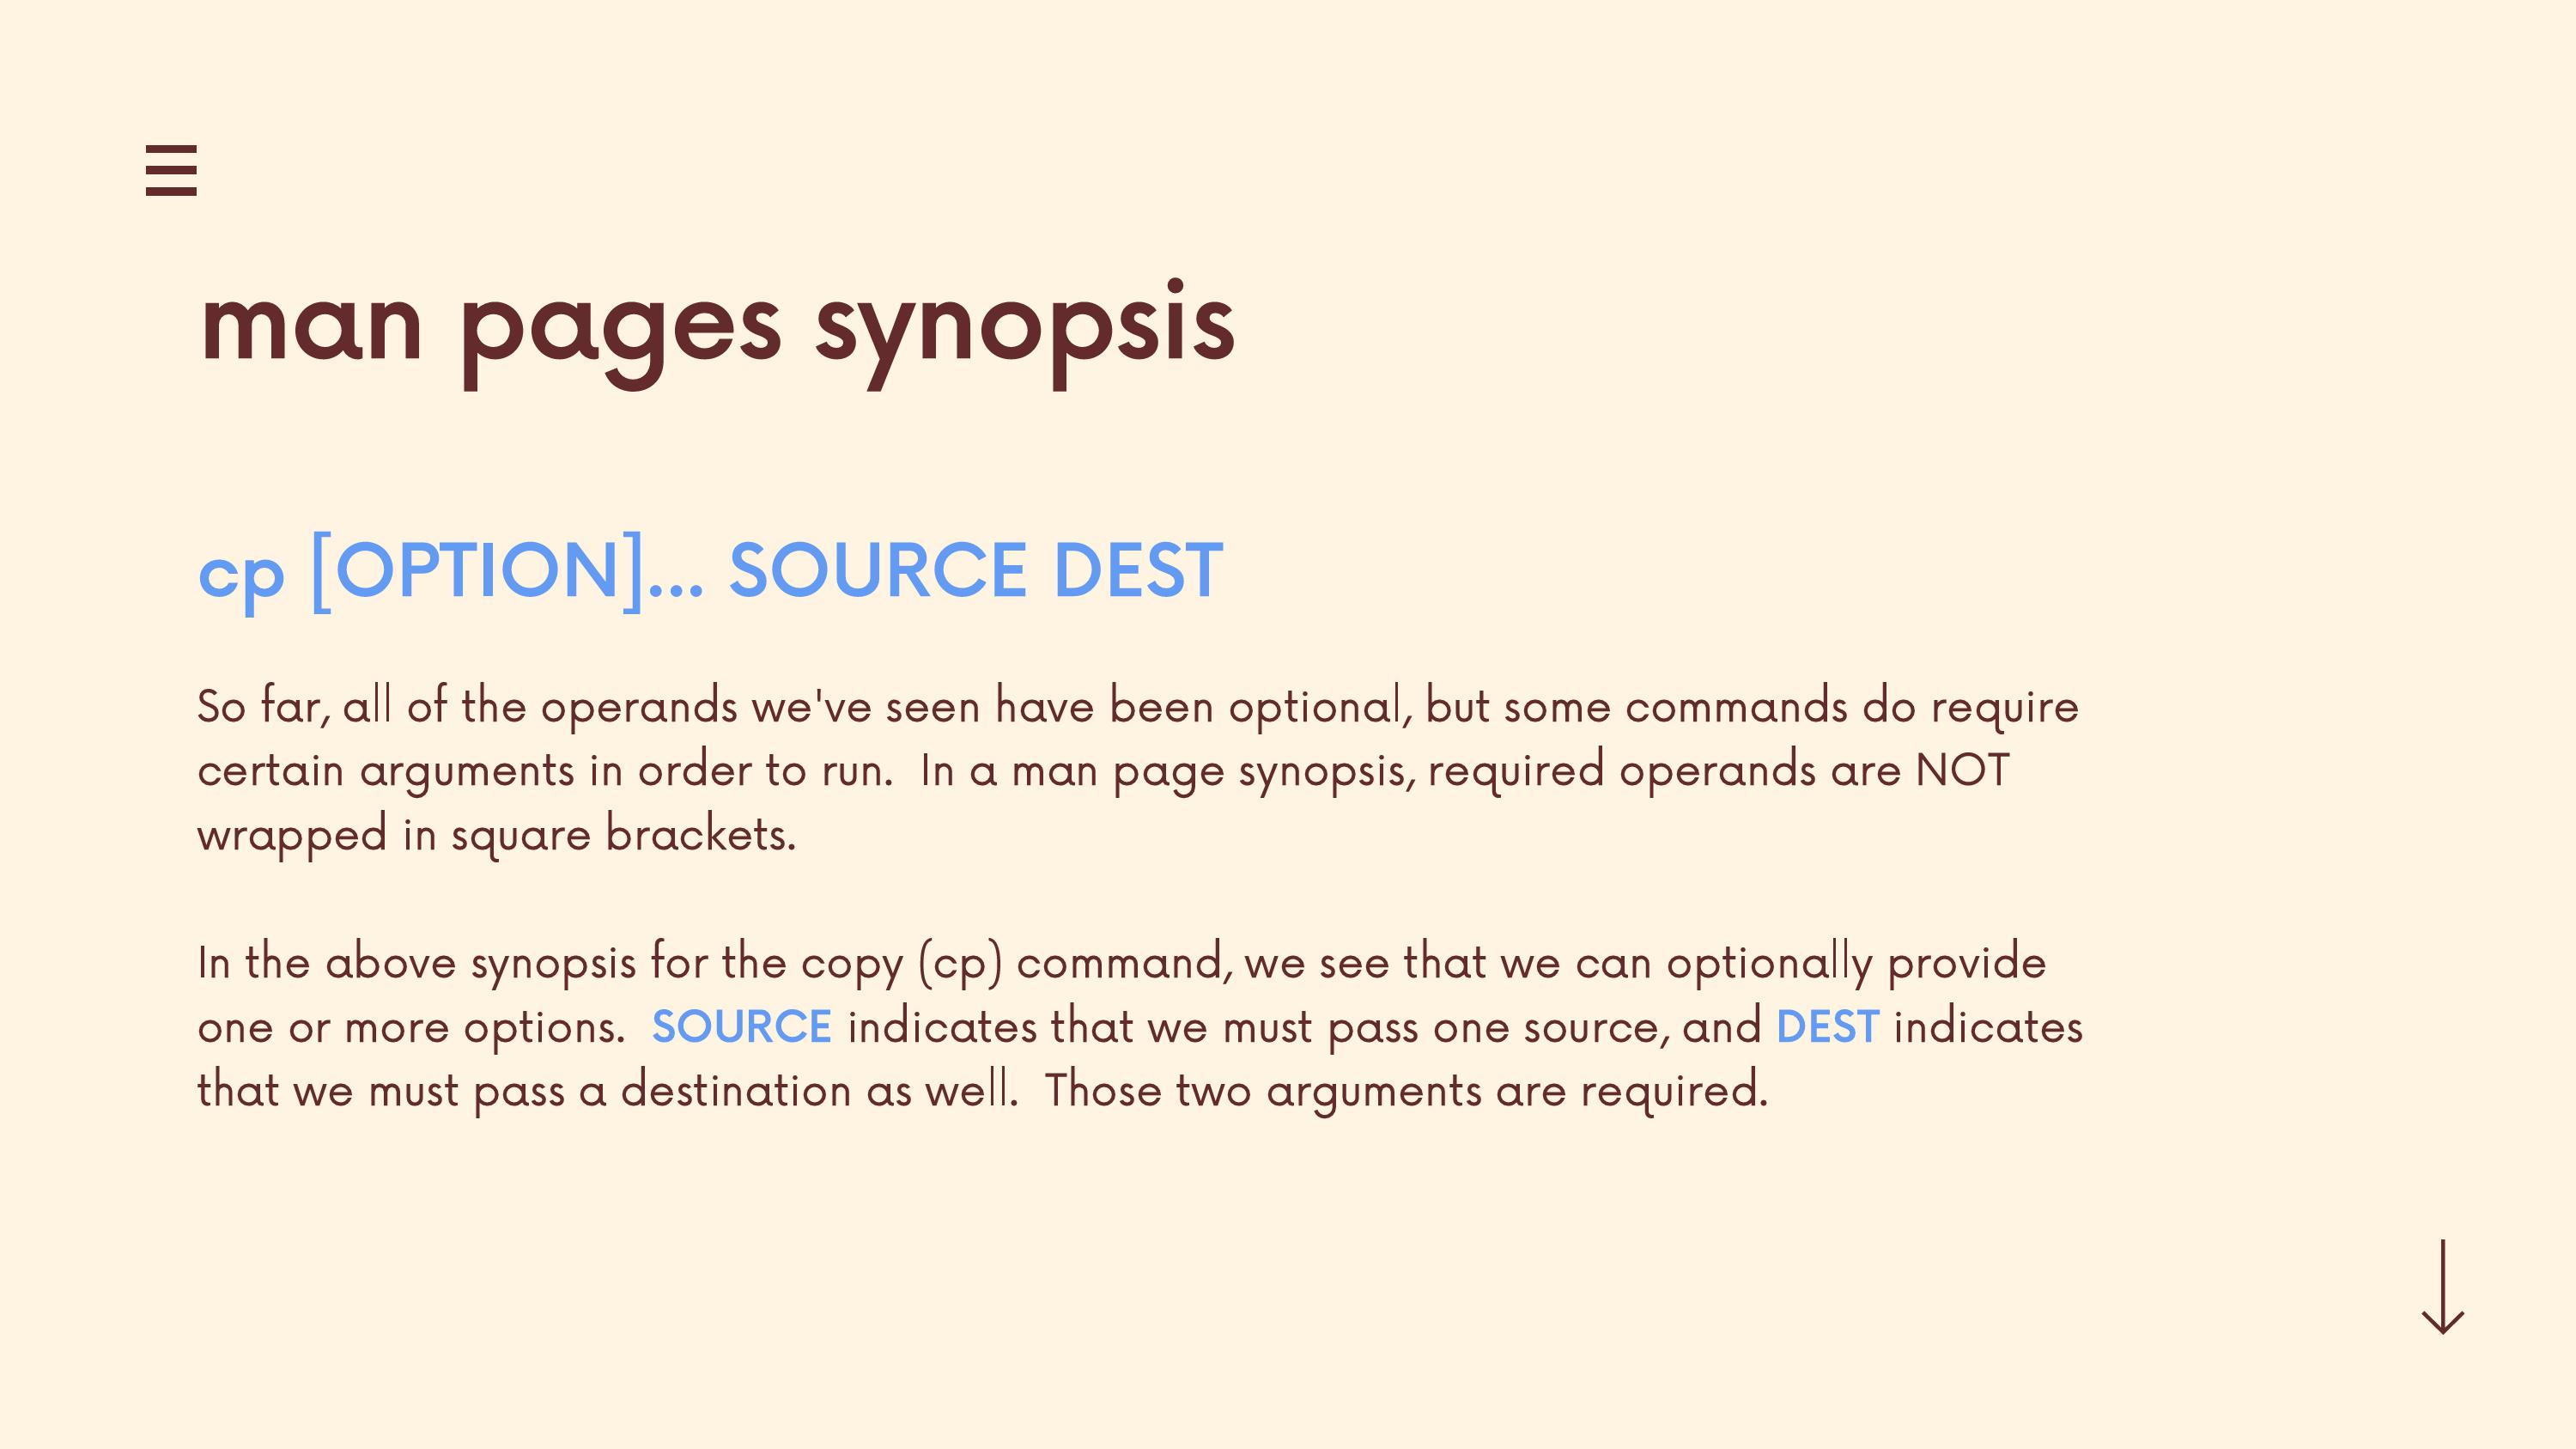 man pages synopsis
cp [OPTION]... SOURCE DEST
So far, all of the operands we've seen have been optional, but some commands do require
certain arguments in order to run.  In a man page synopsis, required operands are NOT
wrapped in square brackets.
In the above synopsis for the copy (cp) command, we see that we can optionally provide
one or more options.  SOURCE indicates that we must pass one source, and DEST indicates
that we must pass a destination as well.  Those two arguments are required.